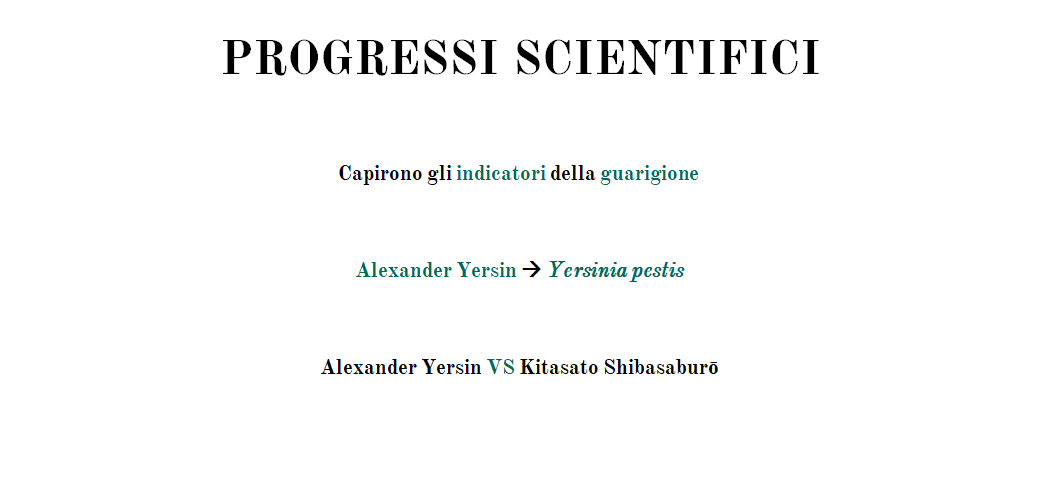 PROGRESSI SCIENTIFICI
Capirono gli indicatori della guarigione
Alexander Yersin → Yersinia pestis
Alexander Yersin VS Kitasato Shibasaburō